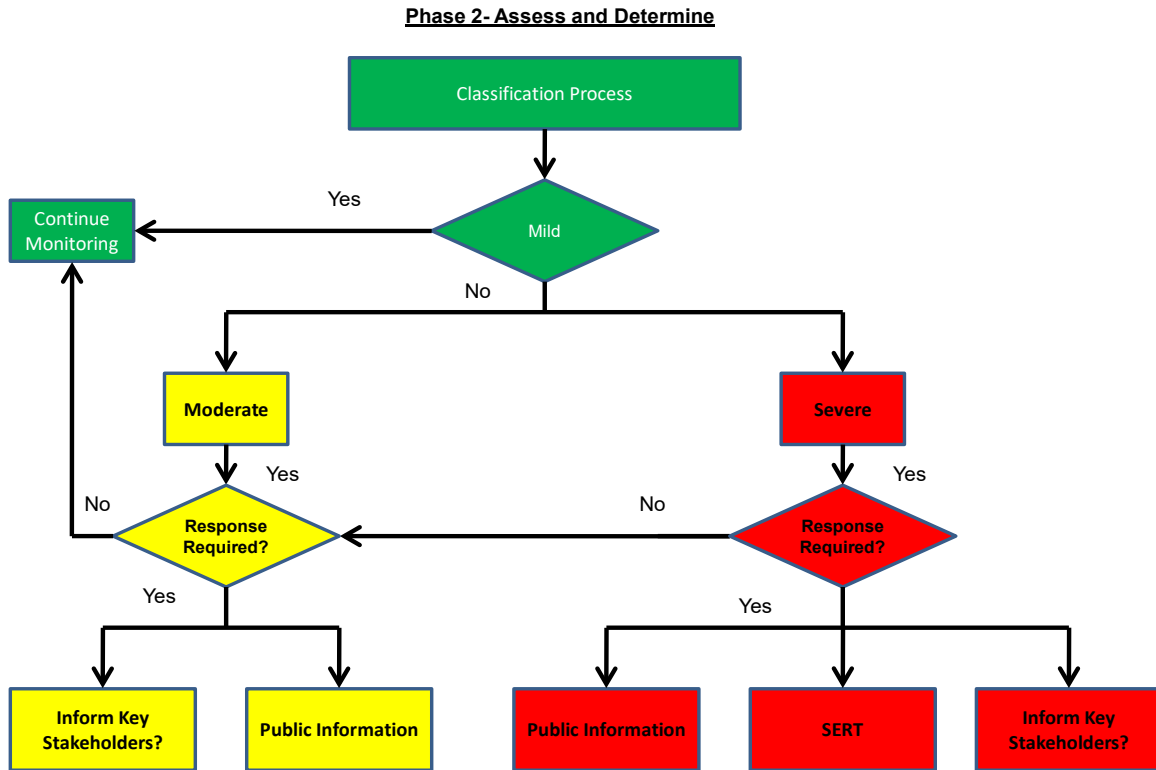 Phase 2- Assess and Determine
Classification Process
Yes
Continue
Monitoring
Mild
No
Moderate
Severe
Yes
Yes
No
No
Response
Required?
Response
Required?
Yes
Yes
Inform Key
Stakeholders?
Public Information
Public Information
SERT
Inform Key
Stakeholders?